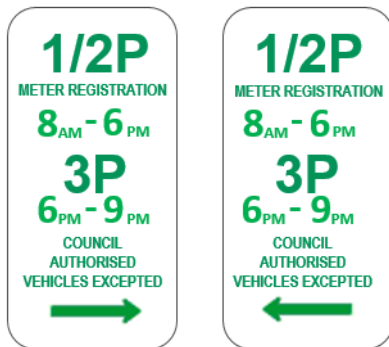 1/2P
METER REGISTRATION
8AM - 6PM
3P
6PM - 9PM
COUNCIL
AUTHORISED
VEHICLES EXCEPTED
1/2P
METER REGISTRATION
8AM - 6PM
3P
6PM - 9PM
COUNCIL
AUTHORISED
VEHICLES EXCEPTED